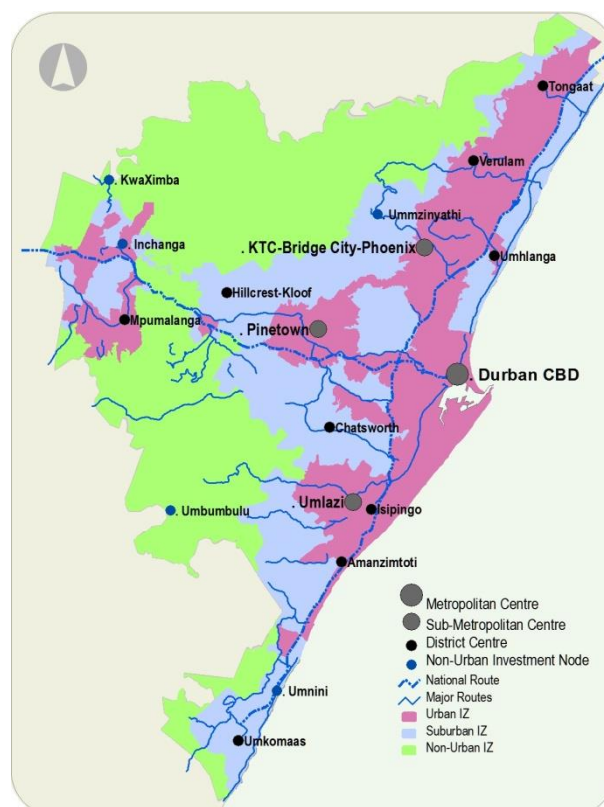 Tongaat
Verulam
KwaXimba
Ummzinyathi
Inchanga
KTC-Bridge City-Phoenix
Umhlanga
Hillcrest-Kloof
Mpumalanga
Pinetown
Durban CBD
Chatsworth
Umlazi
Isipingo
Umbumbulu
Amanzimtoti
Umnini
Umkomaas
Metropolitan Centre
Sub-Metropolitan Centre
District Centre
Non-Urban Investment Node
National Route
Major Routes
Urban IZ
Suburban IZ
Non-Urban IZ